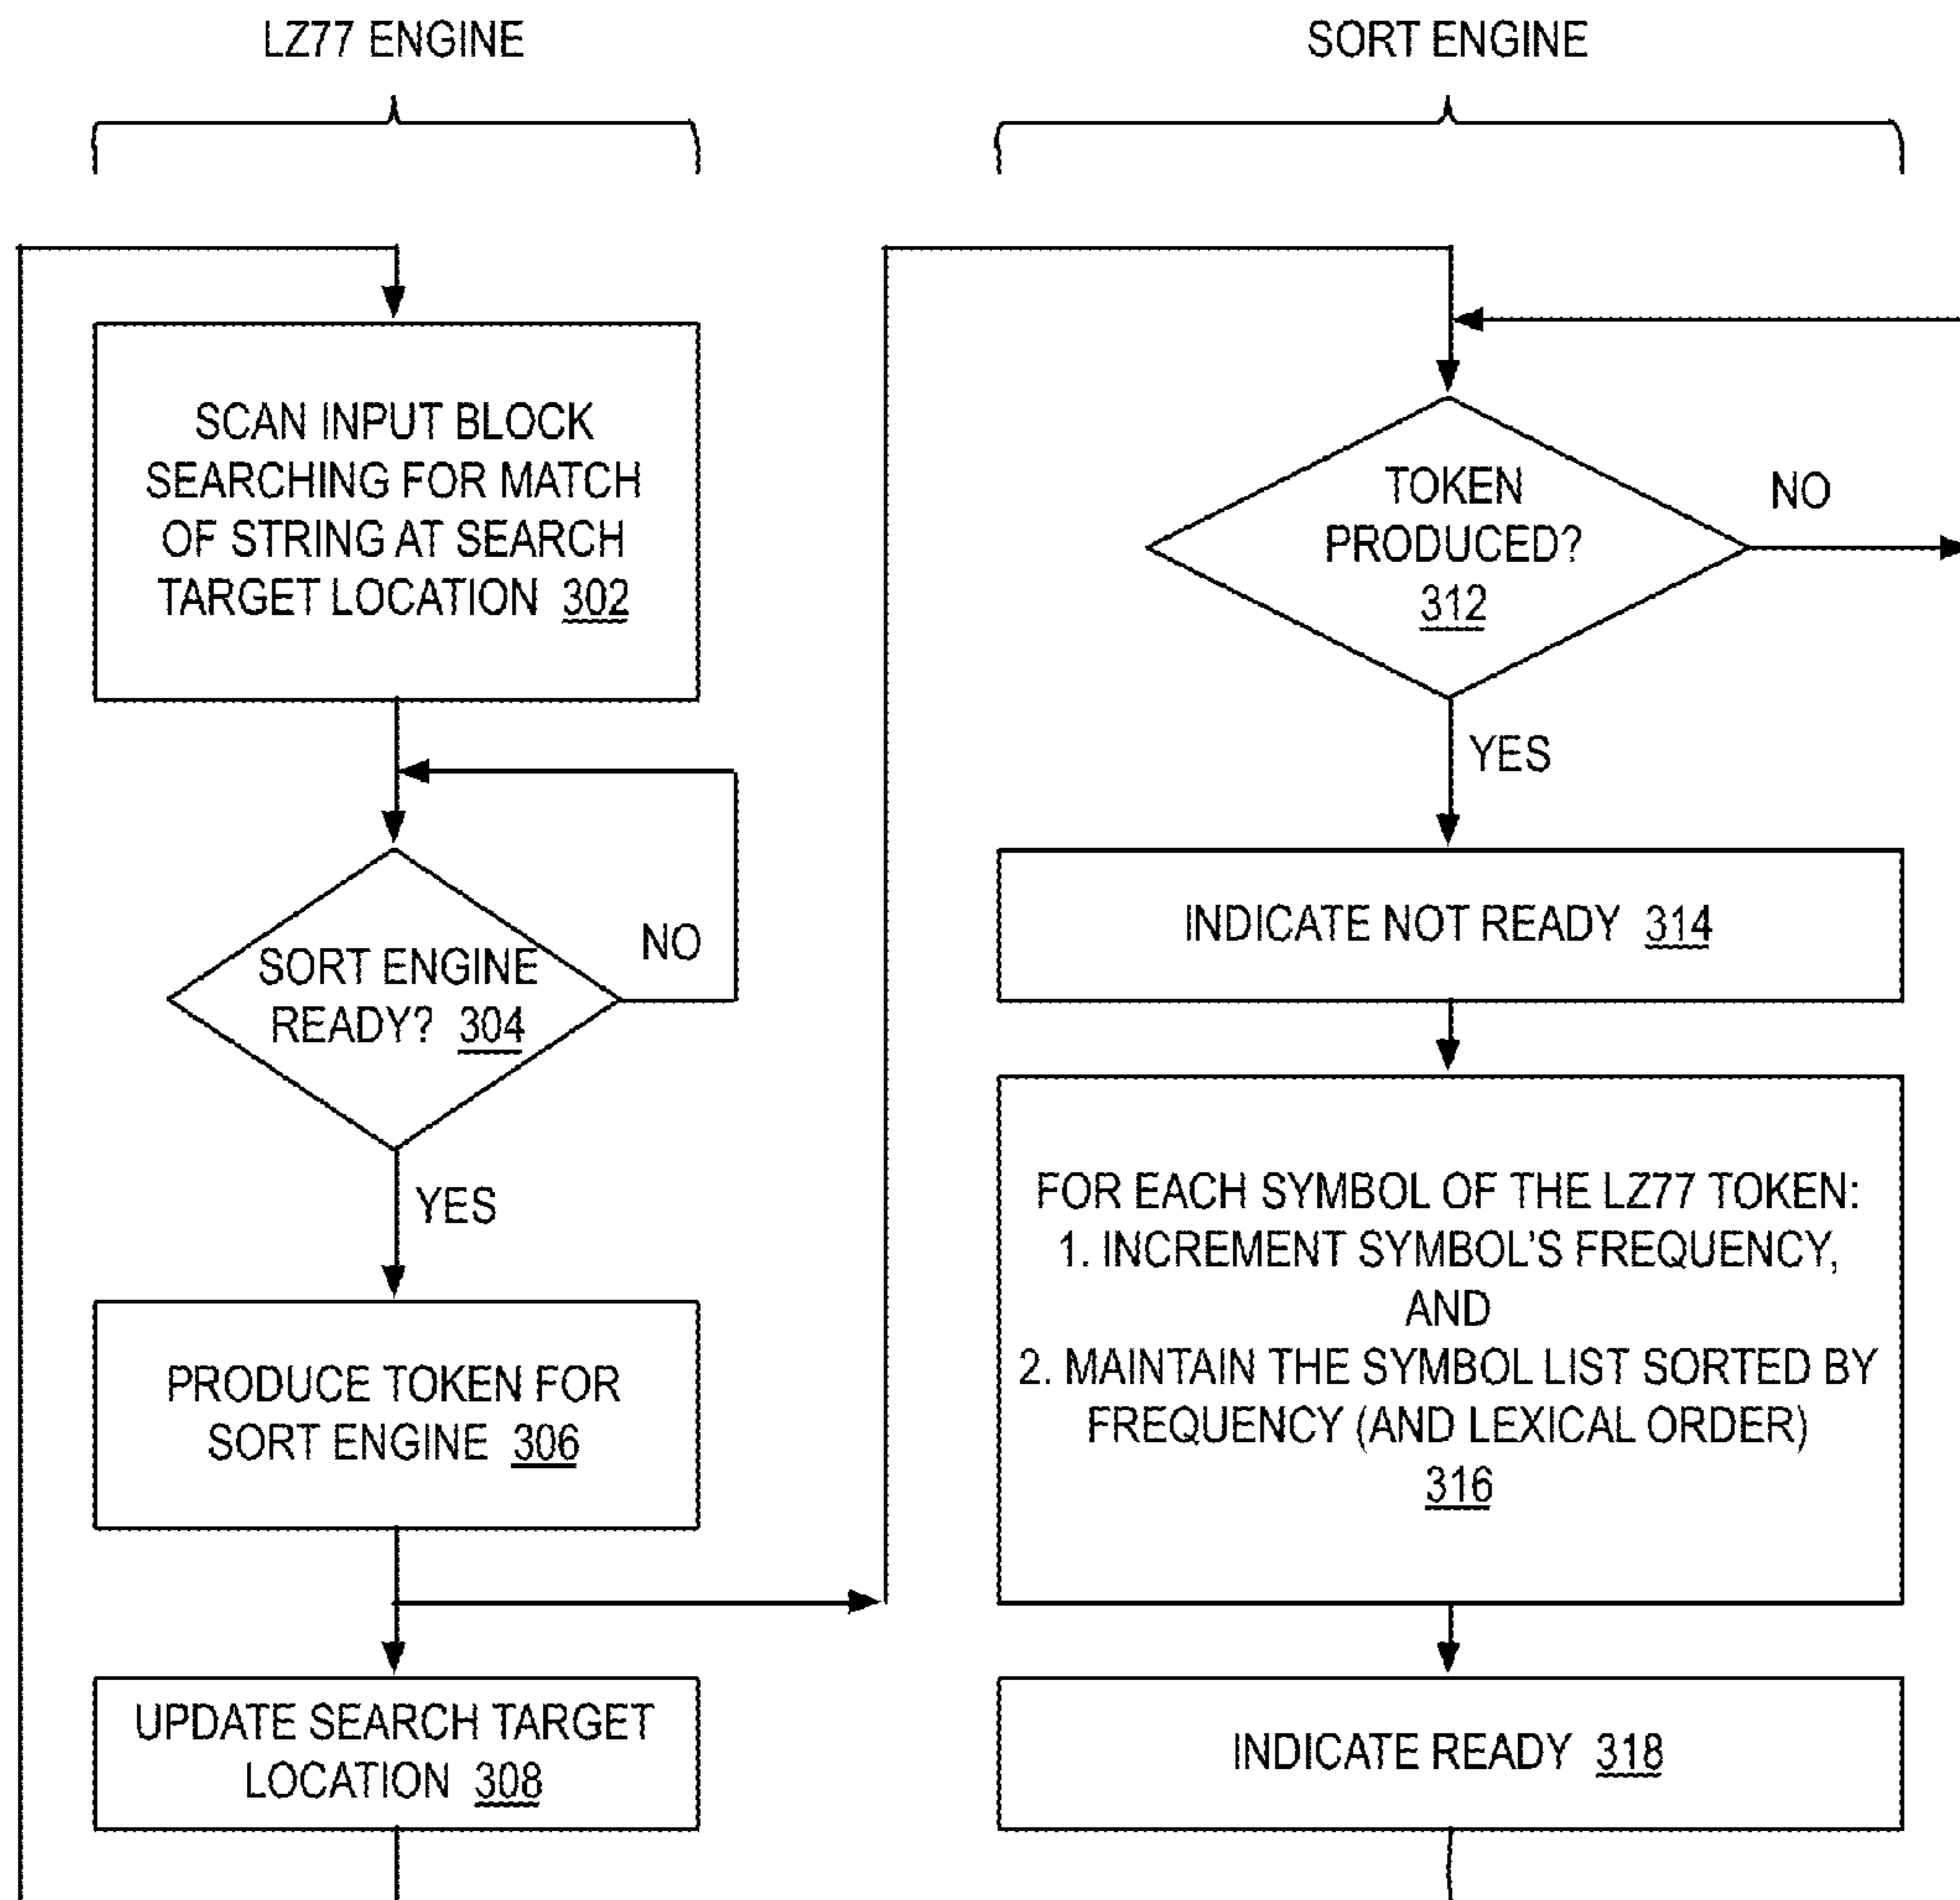 LZ77 ENGINE
SCAN INPUT BLOCK
SEARCHING FOR MATCH
OF STRING AT SEARCH
TARGET LOCATION 302
NO
SORT ENGINE
READY? 304
YES
PRODUCE TOKEN FOR
SORT ENGINE 306
UPDATE SEARCH TARGET
LOCATION 308
SORT ENGINE
TOKEN
PRODUCED?
312
NO
YES
INDICATE NOT READY 314
FOR EACH SYMBOL OF THE LZ77 TOKEN:
1. INCREMENT SYMBOL'S FREQUENCY,
AND
2. MAINTAIN THE SYMBOL LIST SORTED BY
FREQUENCY (AND LEXICAL ORDER)
316
INDICATE READY 318